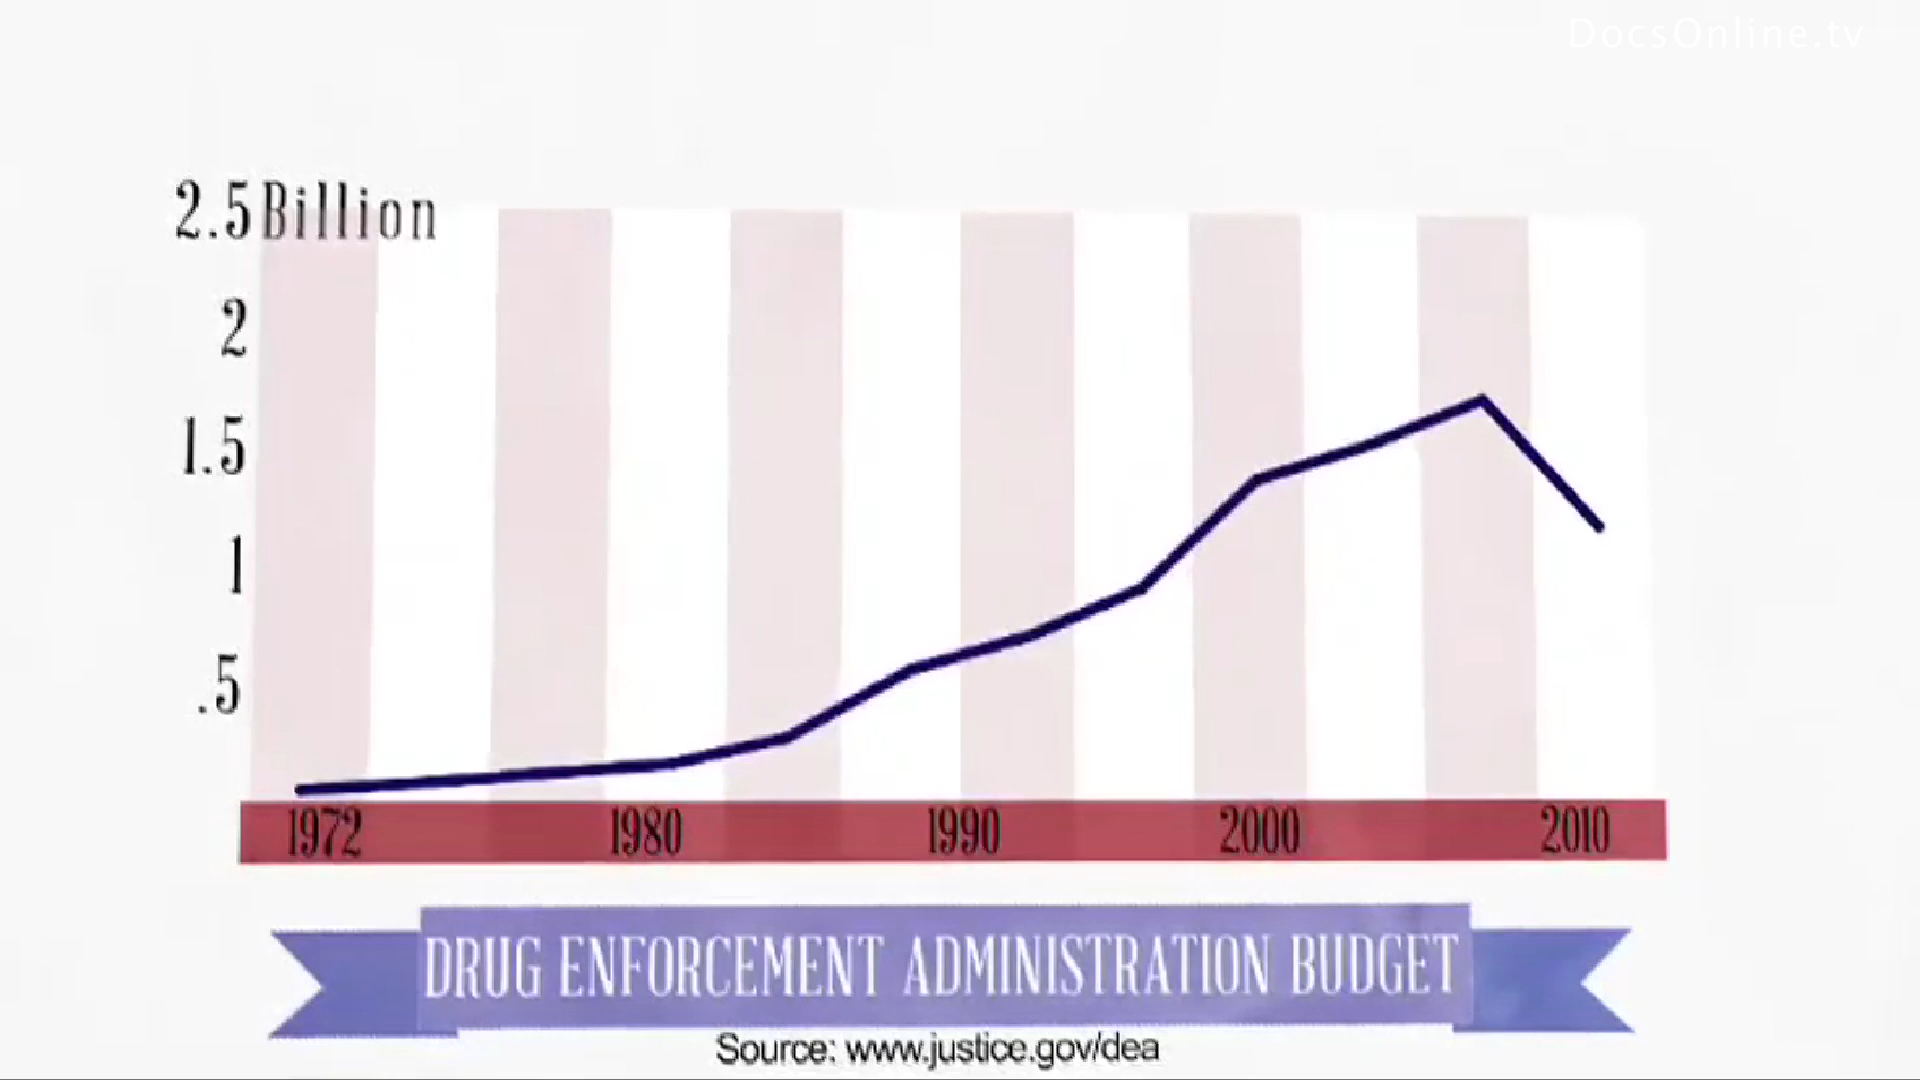 DocsOnline.tv
2.5 Billion
2
1.5
1
.5
1972 1980 1990 2000 2010
DRUG ENFORCEMENT ADMINISTRATION BUDGET
Source: www.justice.gov/dea